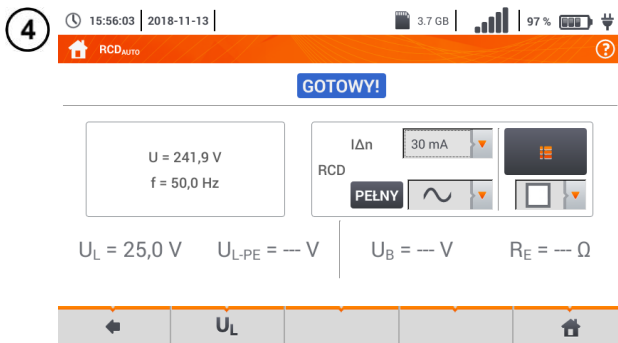 4
15:56:03 2018-11-13 3.7 GB 97 %
RCDAUTO ?
GOTOWY!
U = 241,9 V
f = 50,0 Hz
IΔn 30 mA
RCD
PEŁNY
UL = 25,0 V UL-PE = --- V UB = --- V RE = --- Ω
UL